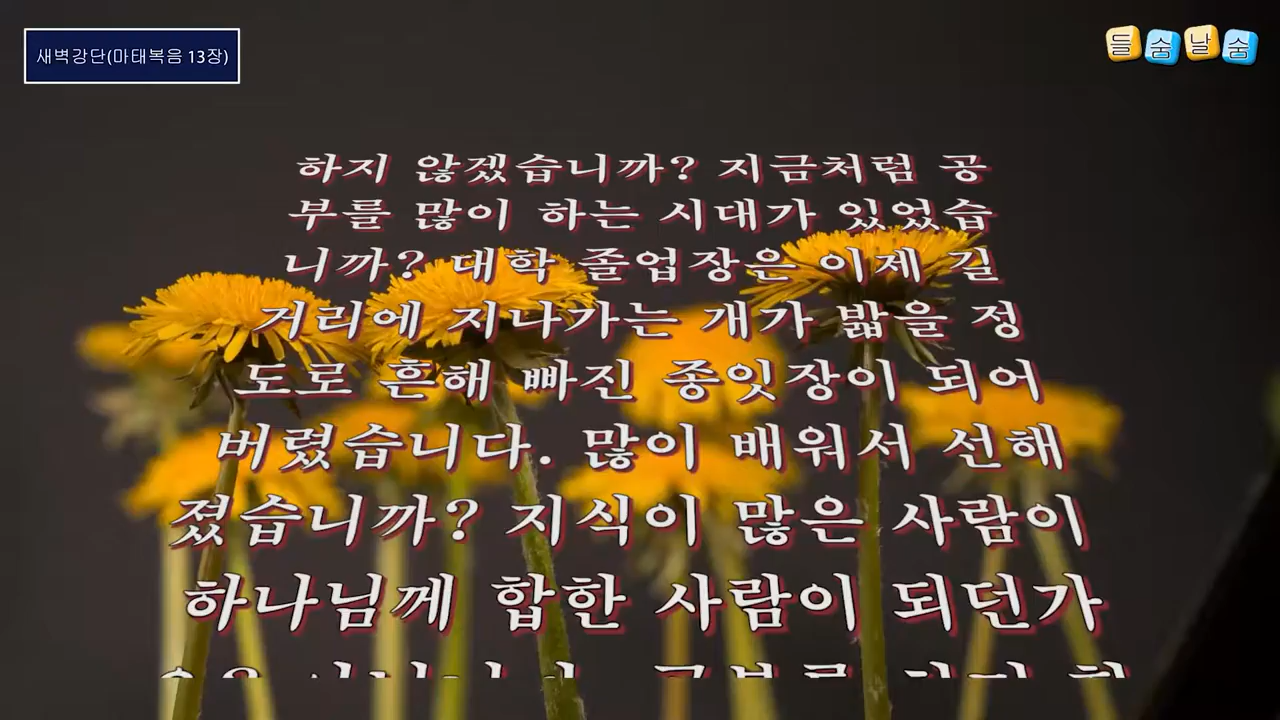 새벽강단(마태복음 13장)
들숨날숨
하지 않겠습니까? 지금처럼 공
부를 많이 하는 시대가 있었습
니까? 대학 졸업장은 이제 길
거리에 지나가는 개가 밟을 정
도로 흔해 빠진 종잇장이 되어
버렸습니다. 많이 배워서 선해
졌습니까? 지식이 많은 사람이
하나님께 합한 사람이 되던가